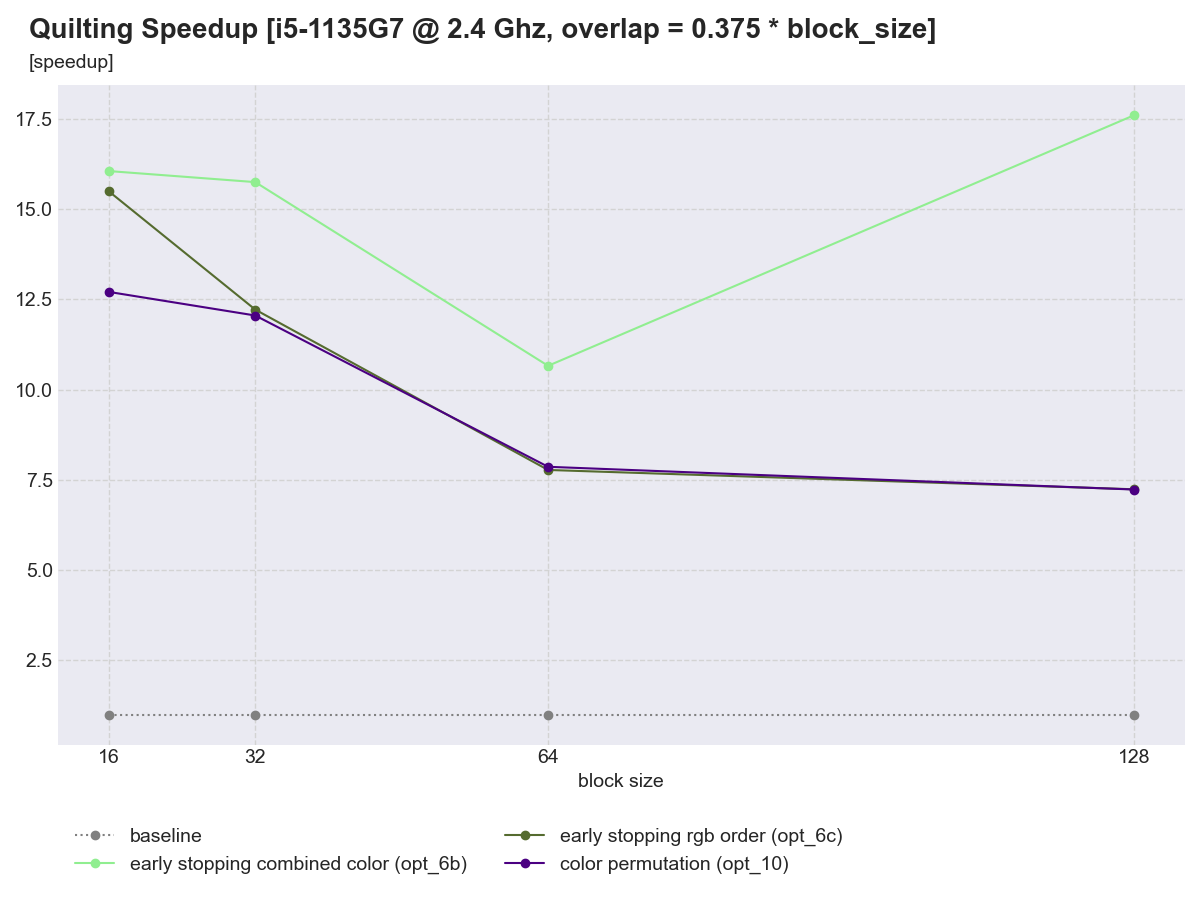 Quilting Speedup [i5-1135G7 @ 2.4 Ghz, overlap = 0.375 * block_size]
[speedup]
17.5
15.0
12.5
10.0
7.5
5.0
2.5
16 32 64 128
block size
baseline
early stopping combined color (opt_6b)
early stopping rgb order (opt_6c)
color permutation (opt_10)